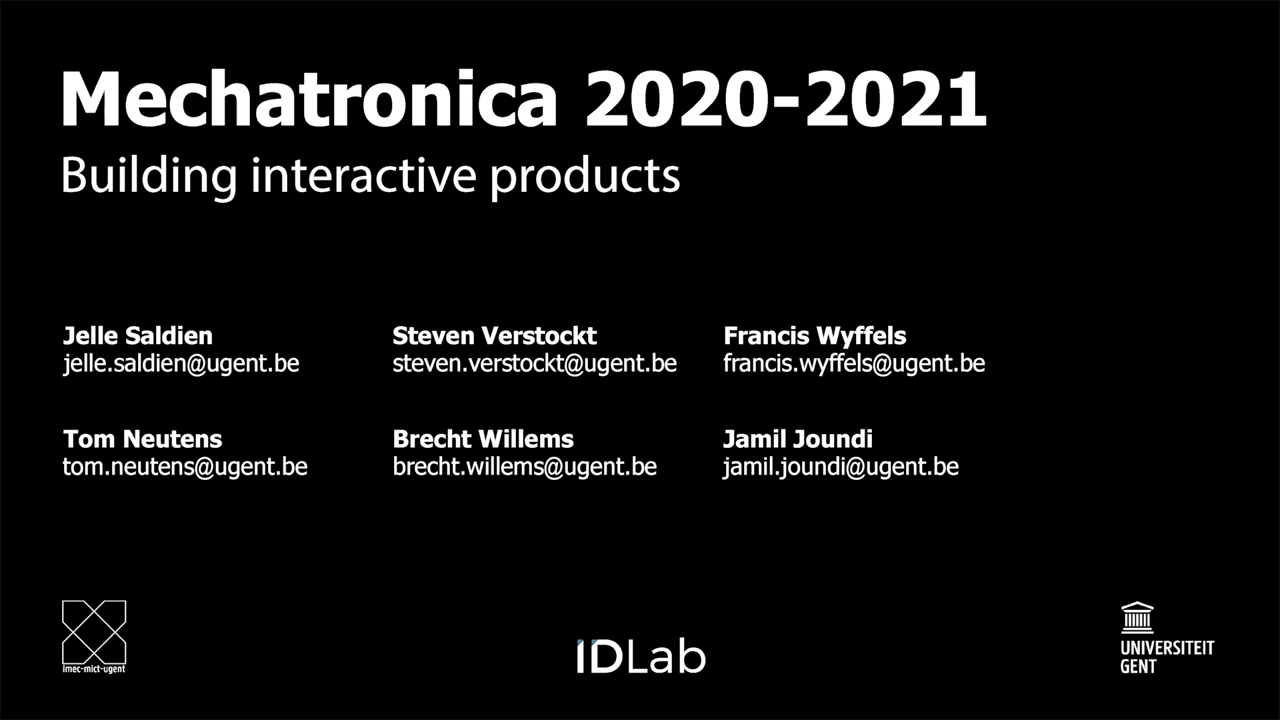 Mechatronica 2020-2021
Building interactive products
Jelle Saldien
jelle.saldien@ugent.be
Steven Verstockt
steven.verstockt@ugent.be
Francis Wyffels
francis.wyffels@ugent.be
Tom Neutens
tom.neutens@ugent.be
Brecht Willems
brecht.willems@ugent.be
Jamil Joundi
jamil.joundi@ugent.be
imec-mict-ugent
IDLab
UNIVERSITEIT
GENT